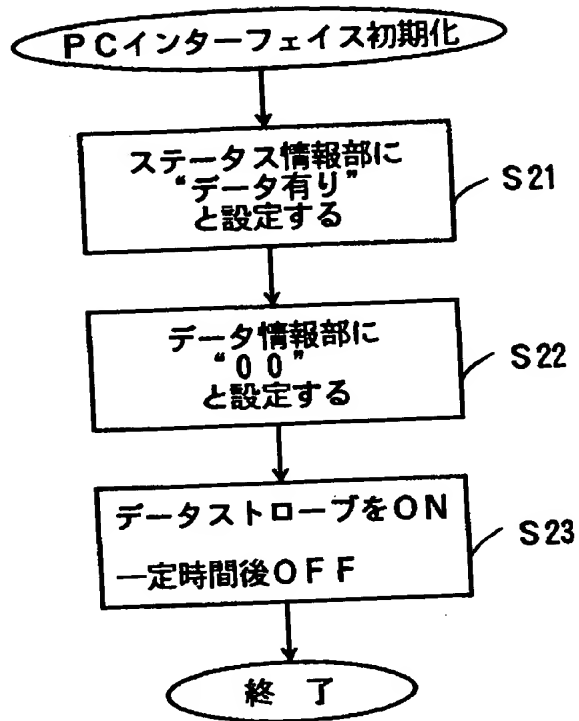 PCインターフェイス初期化
ステータス情報部に
“データ有り”
と設定する
S21
データ情報部に
“００”
と設定する
S22
データストローブをON
一定時間後OFF
S23
終 了